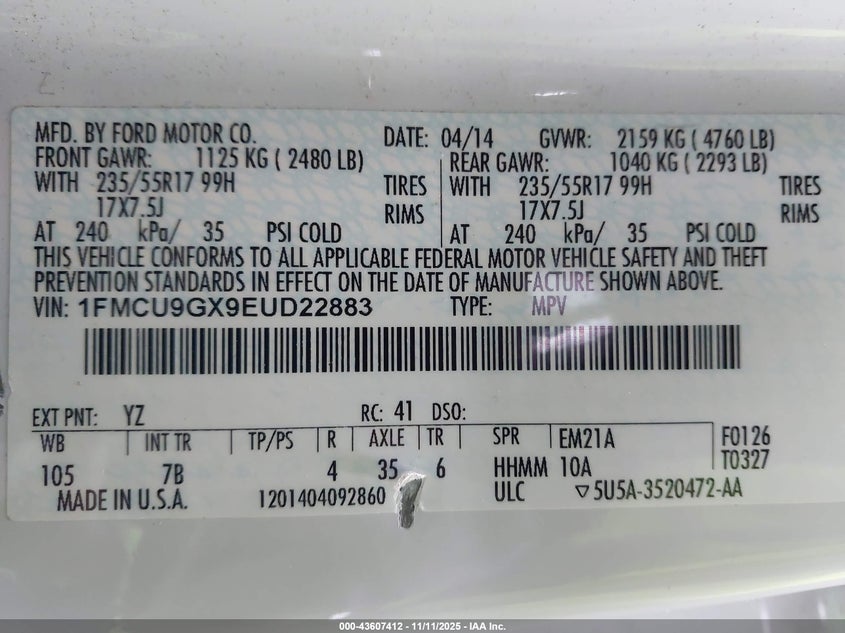 MFD. BY FORD MOTOR CO. DATE: 04/14 GVWR: 2159 KG ( 4760 LB)
FRONT GAWR: 1125 KG ( 2480 LB) REAR GAWR: 1040 KG ( 2293 LB)
WITH 235/55R17 99H TIRES WITH 235/55R17 99H TIRES
17X7.5J RIMS 17X7.5J RIMS
AT 240 kPa/ 35 PSI COLD AT 240 kPa/ 35 PSI COLD
THIS VEHICLE CONFORMS TO ALL APPLICABLE FEDERAL MOTOR VEHICLE SAFETY AND THEFT
PREVENTION STANDARDS IN EFFECT ON THE DATE OF MANUFACTURE SHOWN ABOVE.
VIN: 1FMCU9GX9EUD22883 TYPE: MPV
EXT PNT: YZ RC: 41 DSO:
WB INT TR TP/PS R AXLE TR SPR EM21A F0126
105 7B 4 35 6 HHMM 10A T0327
MADE IN U.S.A. 1201404092860 ULC ▽5U5A-3520472-AA
000-43607412 - 11/11/2025 - IAA Inc.